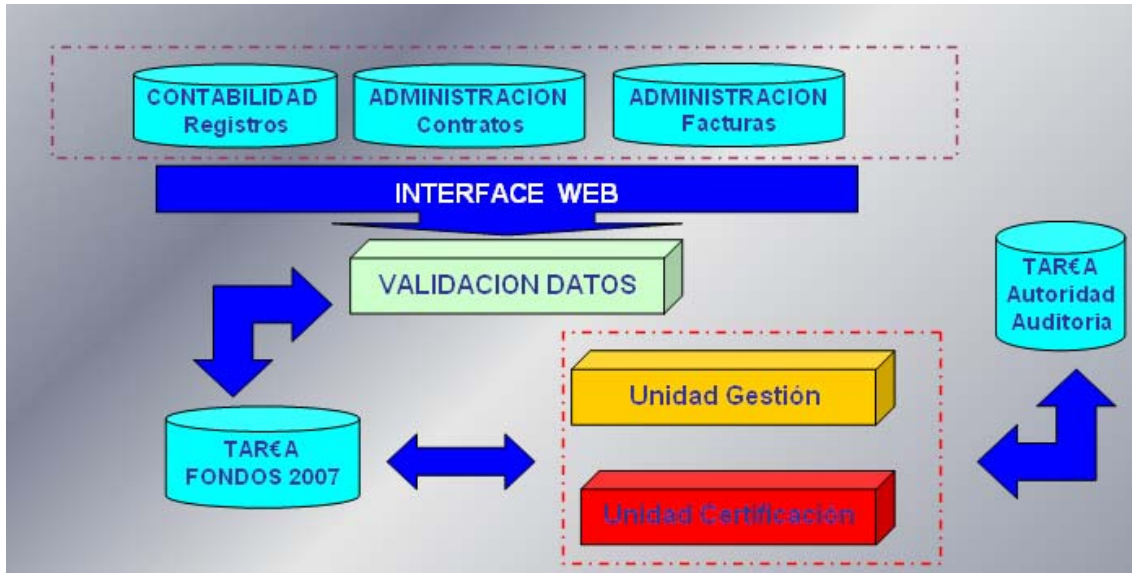 CONTABILIDAD
Registros
ADMINISTRACION
Contratos
ADMINISTRACION
Facturas
INTERFACE WEB
VALIDACION DATOS
TAR€A
Autoridad
Auditoria
Unidad Gestión
TAR€A
FONDOS 2007
Unidad Certificación